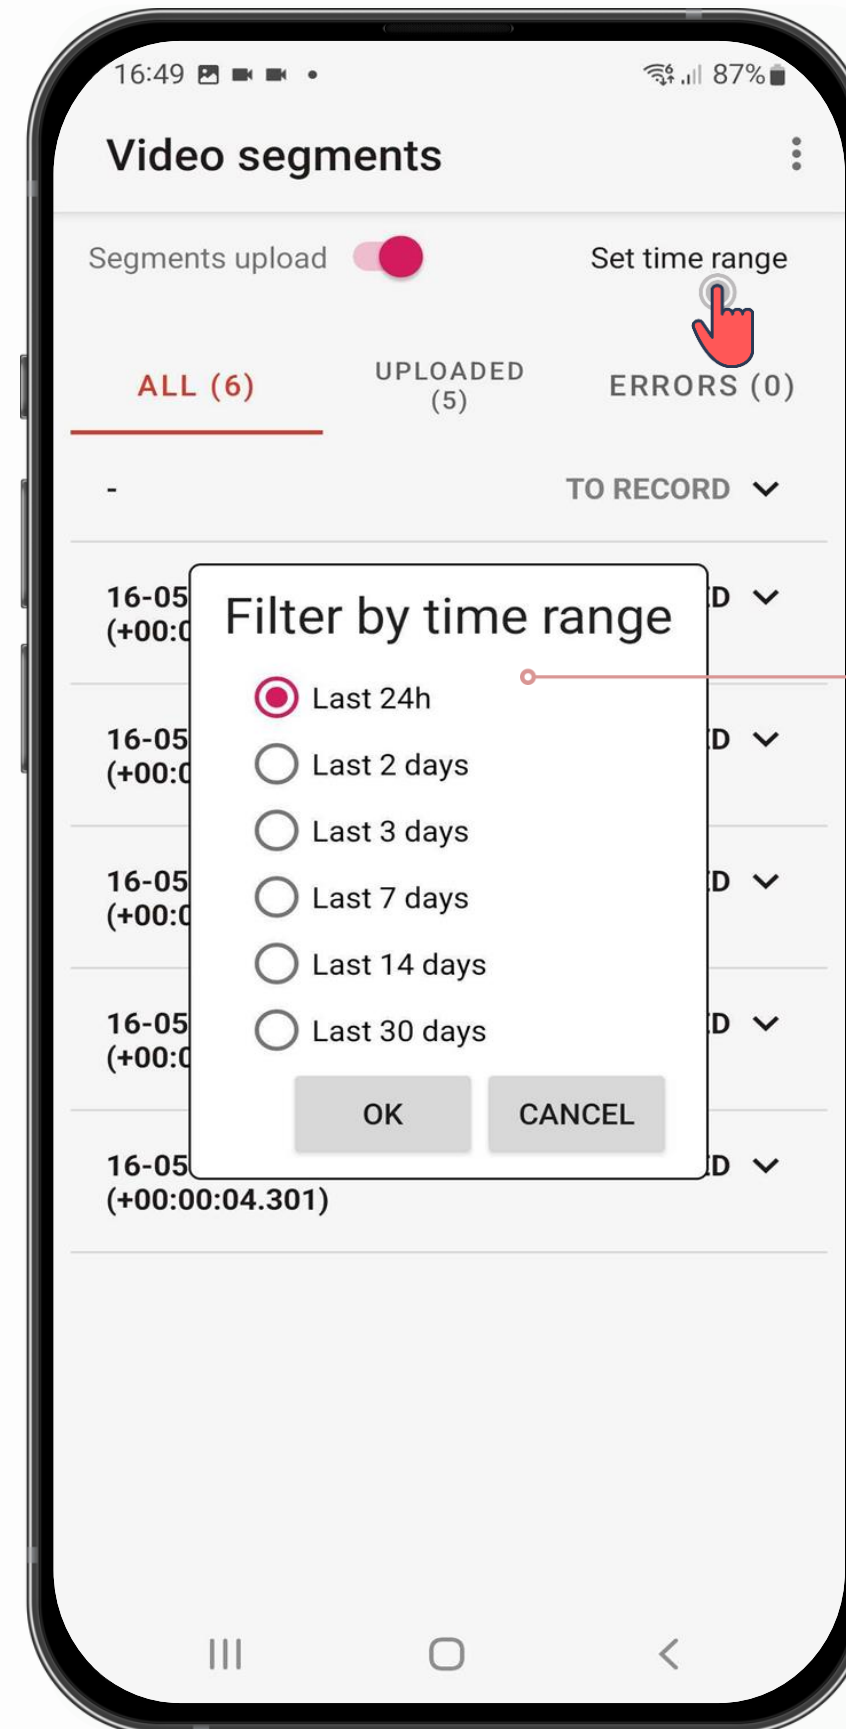 16:49 87%
Video segments
Segments upload Set time range
ALL (6) UPLOADED (5) ERRORS (0)
- TO RECORD
Filter by time range
16-05 D
(+00:0
Last 24h
16-05 D
(+00:0
Last 2 days
Last 3 days
16-05 D
(+00:0
Last 7 days
Last 14 days
16-05 D
(+00:0
Last 30 days
OK CANCEL
16-05 D
(+00:00:04.301)